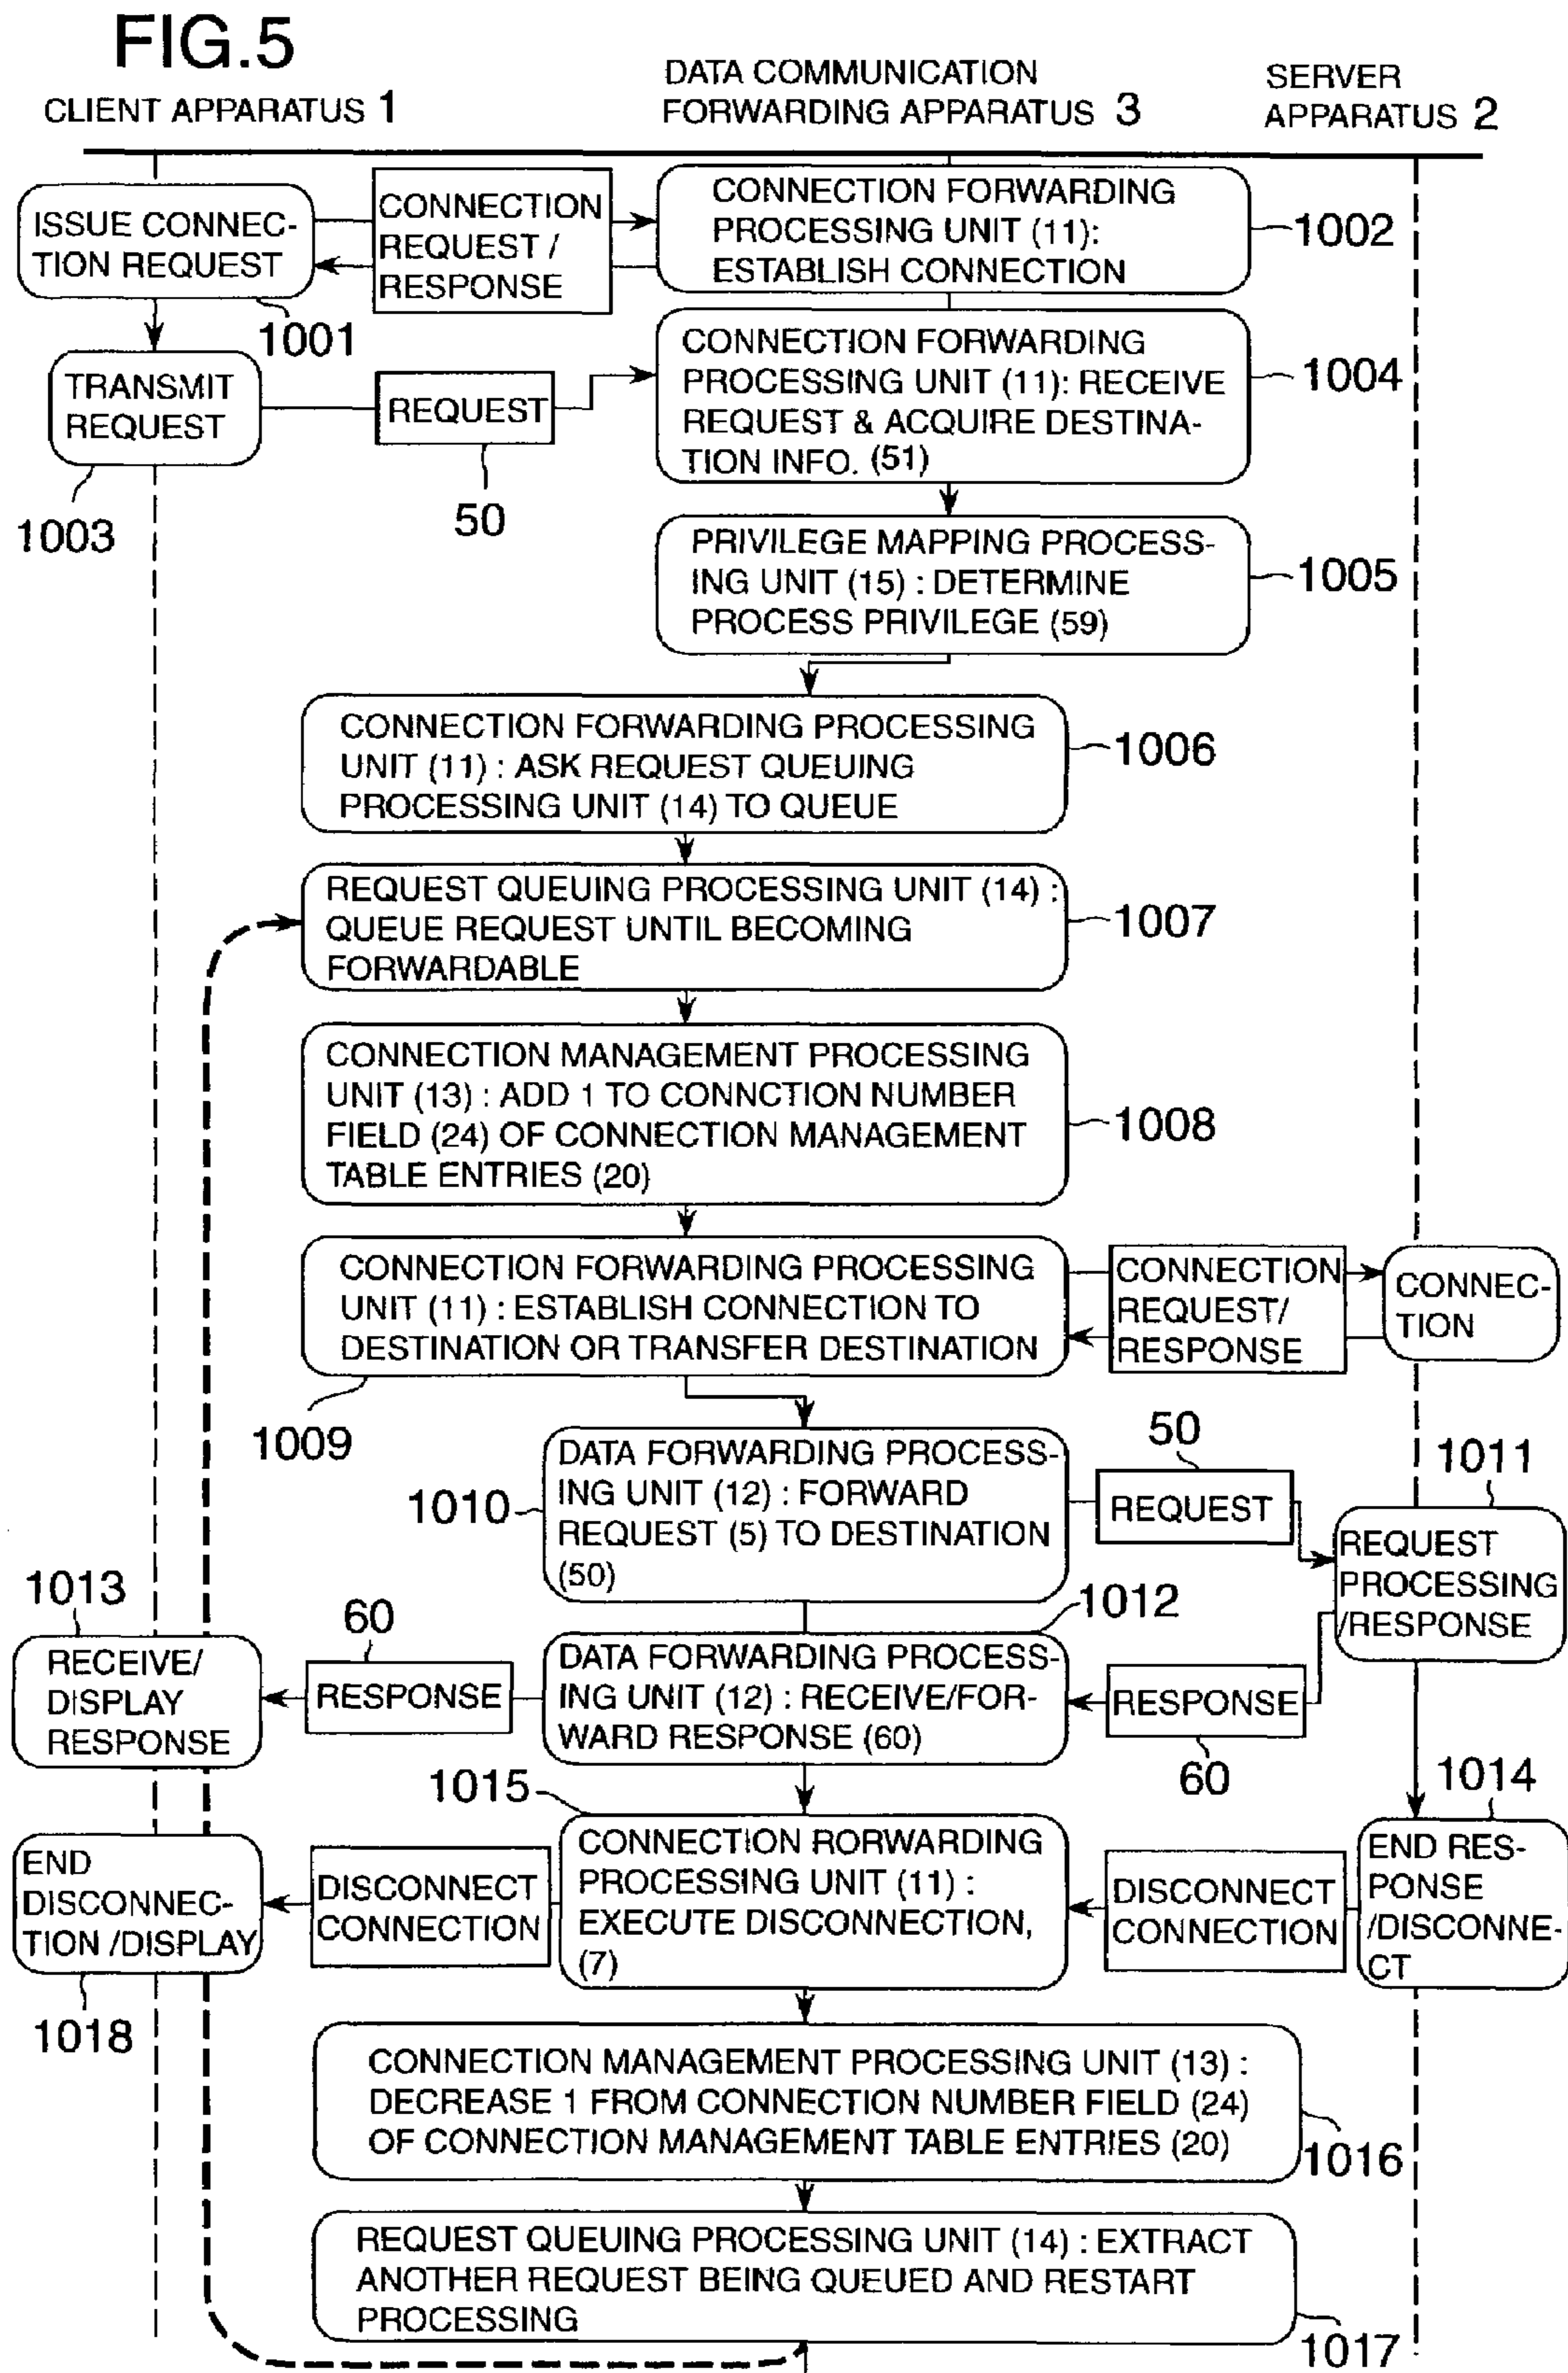 FIG.5
CLIENT APPARATUS 1
DATA COMMUNICATION
FORWARDING APPARATUS 3
SERVER
APPARATUS 2
ISSUE CONNEC-
TION REQUEST
1001
CONNECTION
REQUEST /
RESPONSE
CONNECTION FORWARDING
PROCESSING UNIT (11):
ESTABLISH CONNECTION
1002
TRANSMIT
REQUEST
1003
REQUEST
50
CONNECTION FORWARDING
PROCESSING UNIT (11): RECEIVE
REQUEST & ACQUIRE DESTINA-
TION INFO. (51)
1004
PRIVILEGE MAPPING PROCESS-
ING UNIT (15) : DETERMINE
PROCESS PRIVILEGE (59)
1005
CONNECTION FORWARDING PROCESSING
UNIT (11) : ASK REQUEST QUEUING
PROCESSING UNIT (14) TO QUEUE
1006
REQUEST QUEUING PROCESSING UNIT (14) :
QUEUE REQUEST UNTIL BECOMING
FORWARDABLE
1007
CONNECTION MANAGEMENT PROCESSING
UNIT (13) : ADD 1 TO CONNCTION NUMBER
FIELD (24) OF CONNECTION MANAGEMENT
TABLE ENTRIES (20)
1008
CONNECTION FORWARDING PROCESSING
UNIT (11) : ESTABLISH CONNECTION TO
DESTINATION OR TRANSFER DESTINATION
1009
CONNECTION
REQUEST/
RESPONSE
CONNEC-
TION
1010
DATA FORWARDING PROCESS-
ING UNIT (12) : FORWARD
REQUEST (5) TO DESTINATION
(50)
50
REQUEST
1011
REQUEST
PROCESSING
/RESPONSE
1013
RECEIVE/
DISPLAY
RESPONSE
60
RESPONSE
1012
DATA FORWARDING PROCESS-
ING UNIT (12) : RECEIVE/FOR-
WARD RESPONSE (60)
RESPONSE
60
1014
END RES-
PONSE
/DISCONNE-
CT
1015
CONNECTION RORWARDING
PROCESSING UNIT (11) :
EXECUTE DISCONNECTION,
(7)
DISCONNECT
CONNECTION
DISCONNECT
CONNECTION
END
DISCONNEC-
TION /DISPLAY
1018
CONNECTION MANAGEMENT PROCESSING UNIT (13) :
DECREASE 1 FROM CONNECTION NUMBER FIELD (24)
OF CONNECTION MANAGEMENT TABLE ENTRIES (20)
1016
REQUEST QUEUING PROCESSING UNIT (14) : EXTRACT
ANOTHER REQUEST BEING QUEUED AND RESTART
PROCESSING
1017